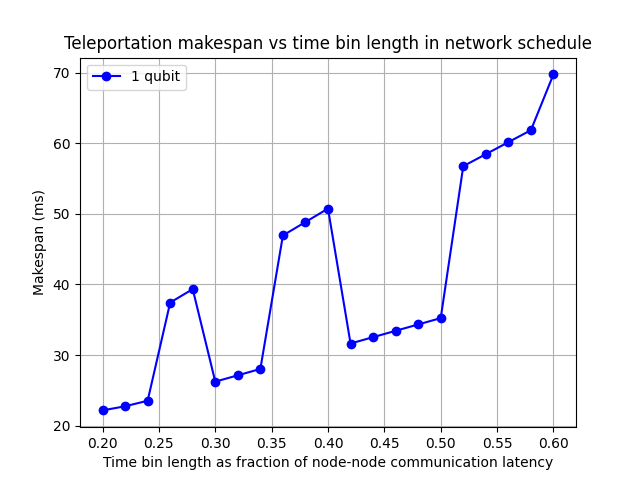 Teleportation makespan vs time bin length in network schedule
1 qubit
Makespan (ms)
70
60
50
40
30
20
0.20 0.25 0.30 0.35 0.40 0.45 0.50 0.55 0.60
Time bin length as fraction of node-node communication latency